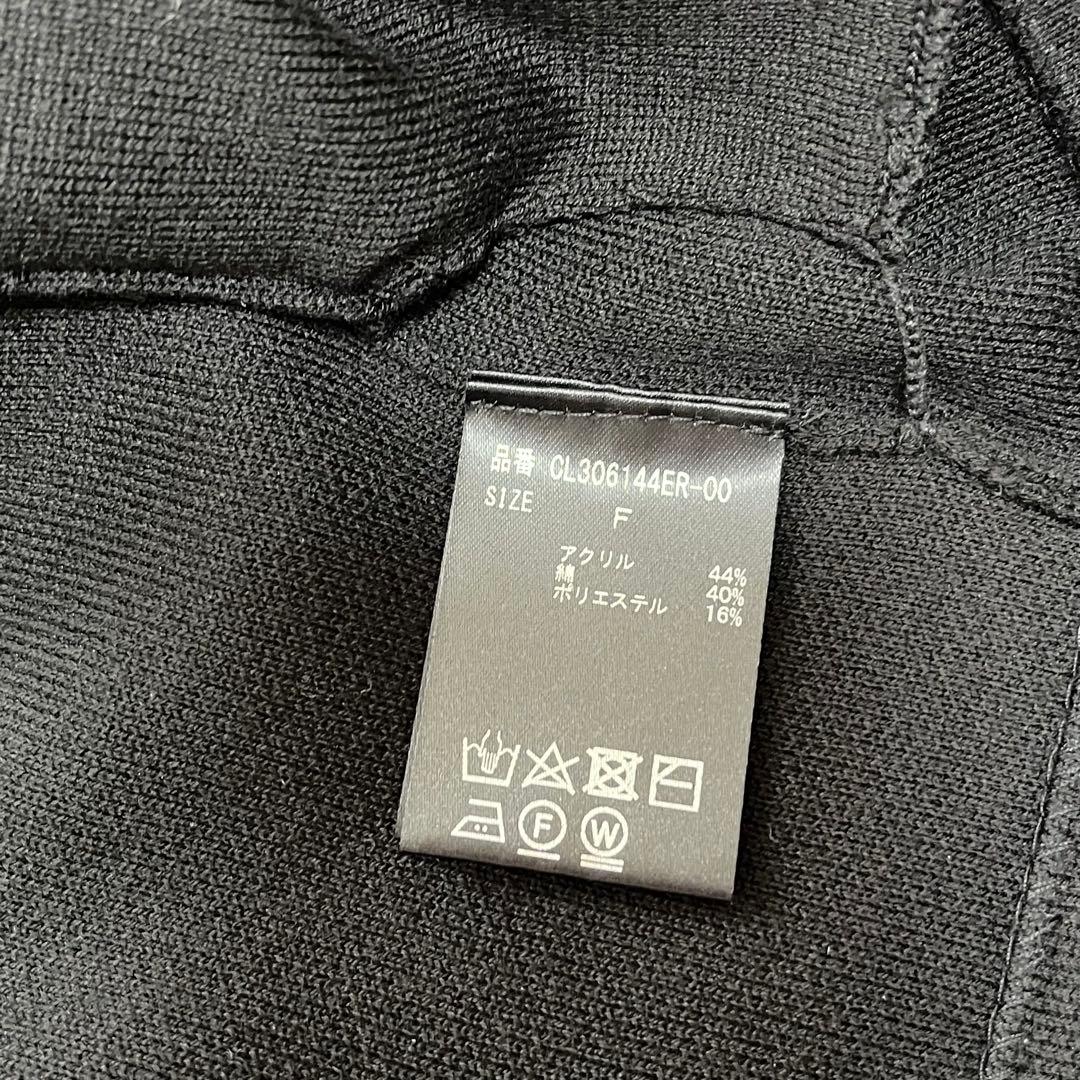 品番 CL306144ER-00
SIZE F
アクリル 44%
綿 40%
ポリエステル 16%
F W